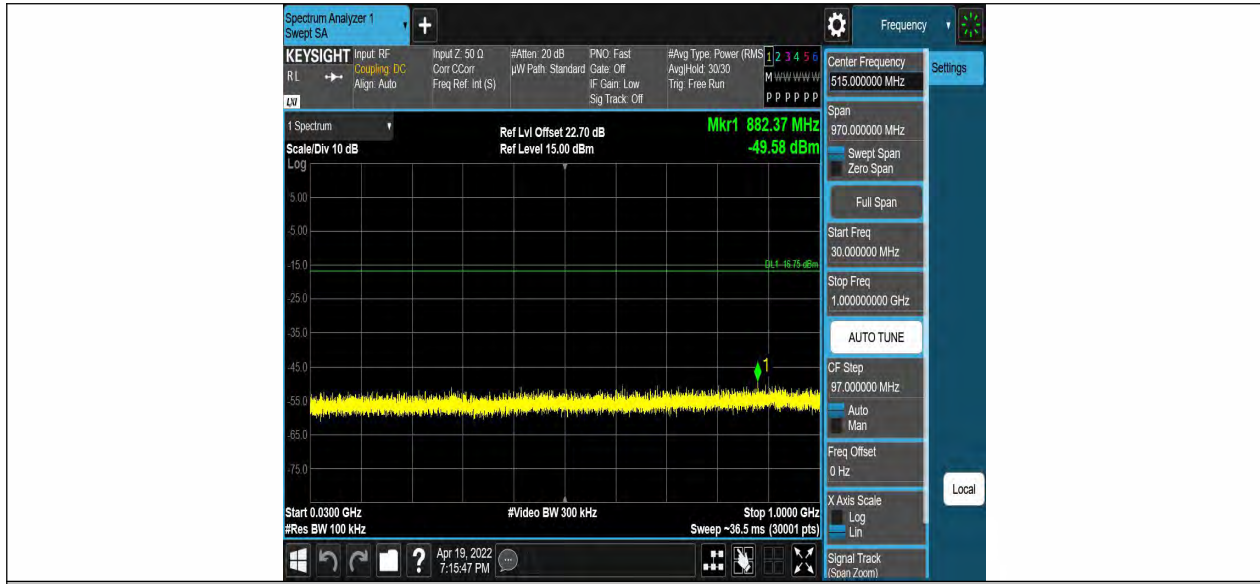 Spectrum Analyzer 1
Swept SA
+
Frequency
KEYSIGHT
RL
LXI
Input: RF
Coupling: DC
Align: Auto
Input Z: 50 Ω
Corr CCorr
Freq Ref: Int (S)
#Atten: 20 dB
µW Path: Standard
PNO: Fast
Gate: Off
IF Gain: Low
Sig Track: Off
#Avg Type: Power (RMS
Avg|Hold: 30/30
Trig: Free Run
1 2 3 4 5 6
M W W W W W
P P P P P P
1 Spectrum
Scale/Div 10 dB
Log
Ref Lvl Offset 22.70 dB
Ref Level 15.00 dBm
Mkr1 882.37 MHz
-49.58 dBm
5.00
-5.00
-15.0
DL1 -16.75 dBm
-25.0
-35.0
-45.0
1
-55.0
-65.0
-75.0
Start 0.0300 GHz
#Res BW 100 kHz
#Video BW 300 kHz
Stop 1.0000 GHz
Sweep ~36.5 ms (30001 pts)
?
Apr 19, 2022
7:15:47 PM
Center Frequency
515.000000 MHz
Settings
Span
970.000000 MHz
Swept Span
Zero Span
Full Span
Start Freq
30.000000 MHz
Stop Freq
1.000000000 GHz
AUTO TUNE
CF Step
97.000000 MHz
Auto
Man
Freq Offset
0 Hz
X Axis Scale
Log
Lin
Local
Signal Track
(Span Zoom)